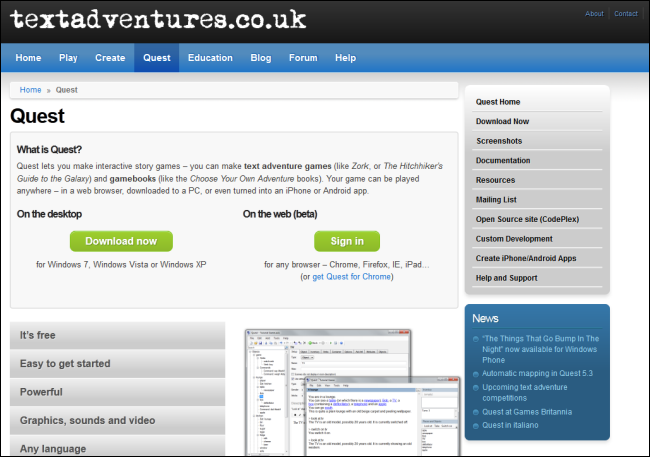 textadventures.co.uk
About Contact
Home Play Create Quest Education Blog Forum Help
Home » Quest
Quest
What is Quest?
Quest lets you make interactive story games – you can make text adventure games (like Zork, or The Hitchhiker's
Guide to the Galaxy) and gamebooks (like the Choose Your Own Adventure books). Your game can be played
anywhere – in a web browser, downloaded to a PC, or even turned into an iPhone or Android app.
On the desktop
Download now
for Windows 7, Windows Vista or Windows XP
On the web (beta)
Sign in
for any browser – Chrome, Firefox, IE, iPad...
(or get Quest for Chrome)
It's free
Easy to get started
Powerful
Graphics, sounds and video
Any language
Quest Home
Download Now
Screenshots
Documentation
Resources
Mailing List
Open Source site (CodePlex)
Custom Development
Create iPhone/Android Apps
Help and Support
News
"The Things That Go Bump In The
Night" now available for Windows
Phone
Automatic mapping in Quest 5.3
Upcoming text adventure
competitions
Quest at Games Britannia
Quest in italiano